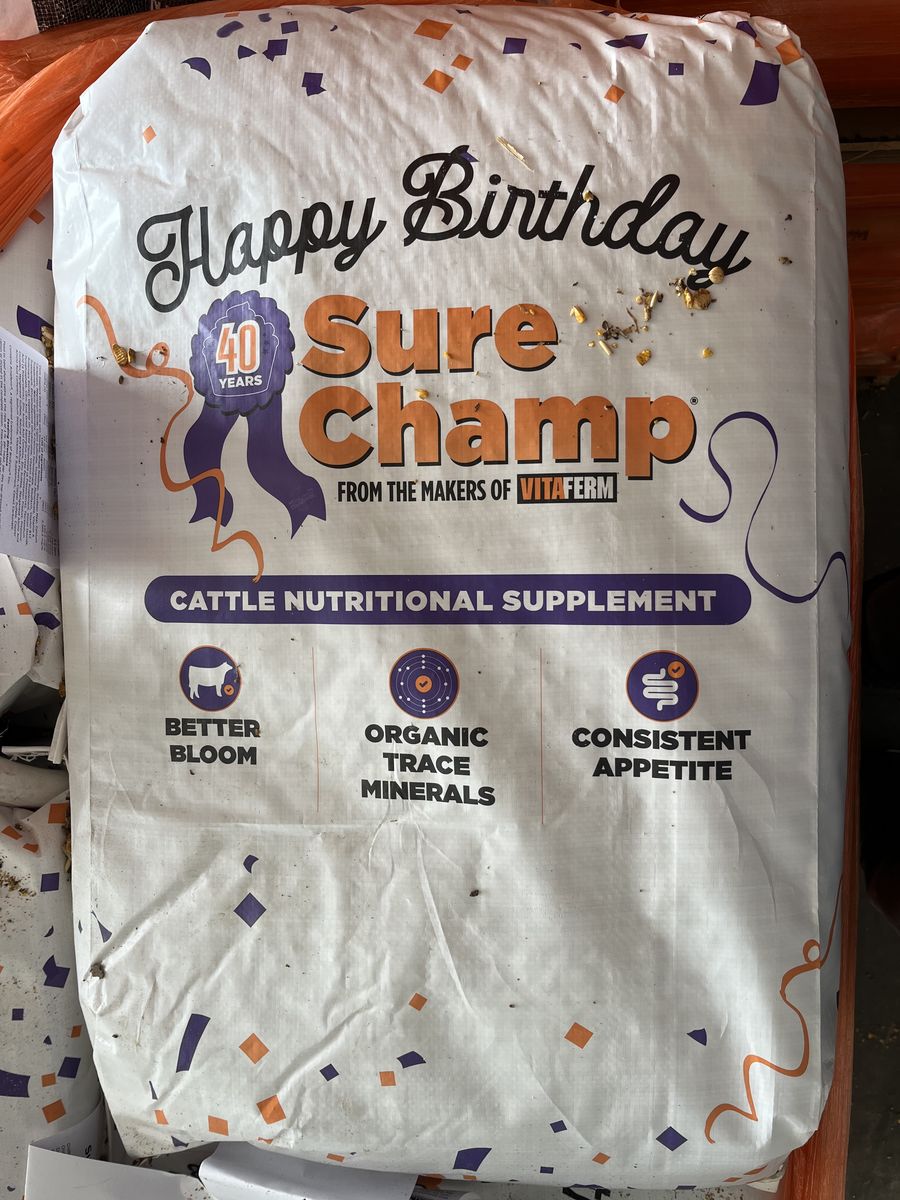 Happy Birthday
40
YEARS
Sure
Champ®
FROM THE MAKERS OF VITAFERM
CATTLE NUTRITIONAL SUPPLEMENT
BETTER
BLOOM
ORGANIC
TRACE
MINERALS
CONSISTENT
APPETITE